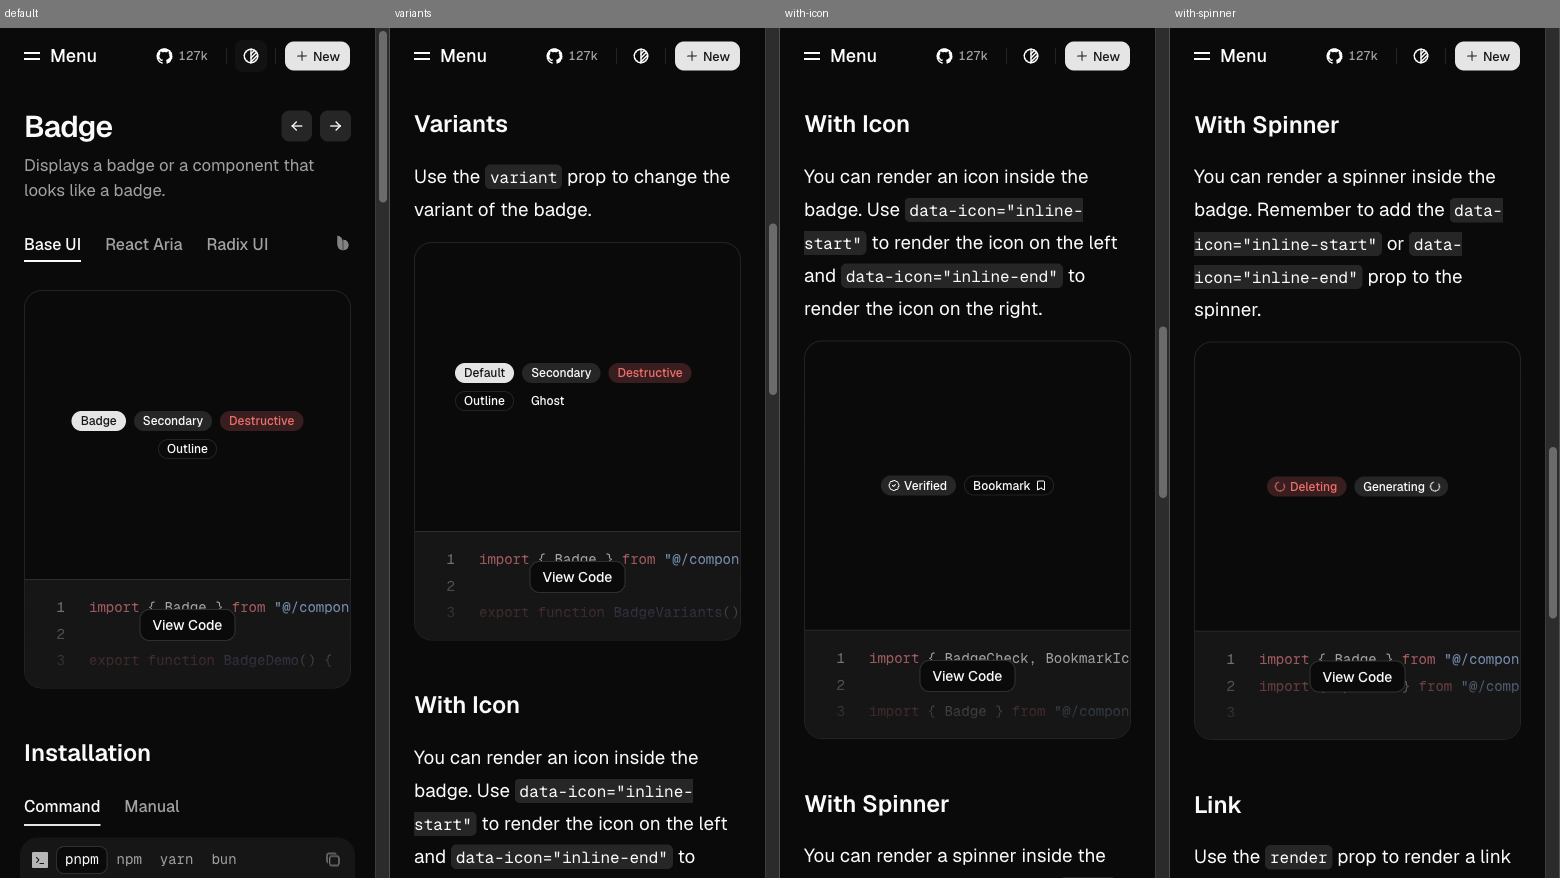 default
Menu
127k
+ New
Badge
Displays a badge or a component that
looks like a badge.
Base UI React Aria Radix UI
Badge Secondary Destructive
Outline
1 import { Badge } from "@/compon
2
View Code
3 export function BadgeDemo() {
Installation
Command Manual
pnpm npm yarn bun
variants
Menu
127k
+ New
Variants
Use the variant prop to change the
variant of the badge.
Default Secondary Destructive
Outline Ghost
1 import { Badge } from "@/compon
2
View Code
3 export function BadgeVariants()
With Icon
You can render an icon inside the
badge. Use data-icon="inline-
start" to render the icon on the left
and data-icon="inline-end" to
with-icon
Menu
127k
+ New
With Icon
You can render an icon inside the
badge. Use data-icon="inline-
start" to render the icon on the left
and data-icon="inline-end" to
render the icon on the right.
Verified Bookmark
1 import { BadgeCheck, BookmarkIc
2
View Code
3 import { Badge } from "@/compon
With Spinner
You can render a spinner inside the
with-spinner
Menu
127k
+ New
With Spinner
You can render a spinner inside the
badge. Remember to add the data-
icon="inline-start" or data-
icon="inline-end" prop to the
spinner.
Deleting Generating
1 import { Badge } from "@/compon
View Code
2 import } from "@/comp
3
Link
Use the render prop to render a link